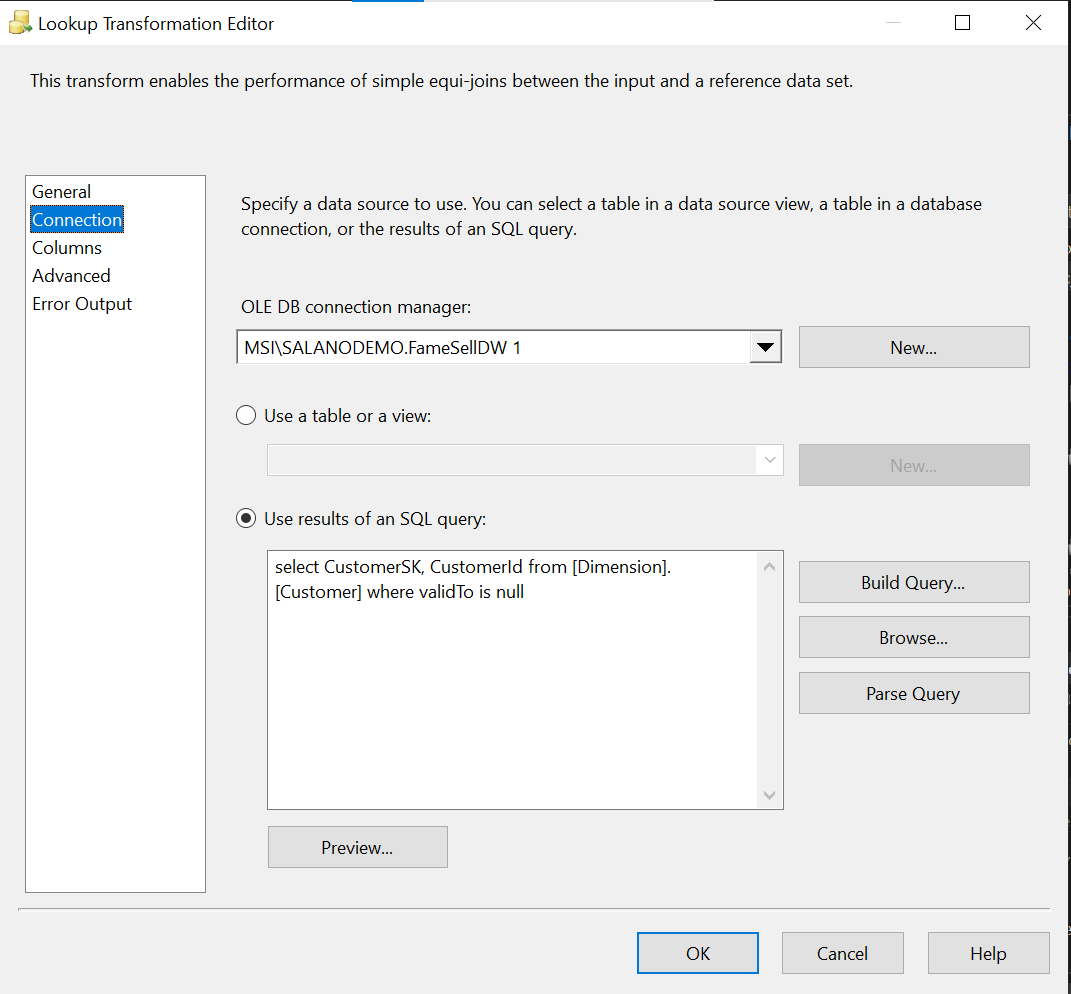 Lookup Transformation Editor
This transform enables the performance of simple equi-joins between the input and a reference data set.
General
Connection
Columns
Advanced
Error Output
Specify a data source to use. You can select a table in a data source view, a table in a database
connection, or the results of an SQL query.
OLE DB connection manager:
MSI\SALANODEMO.FameSellDW 1
New...
Use a table or a view:
New...
Use results of an SQL query:
select CustomerSK, CustomerId from [Dimension].
[Customer] where validTo is null
Build Query...
Browse...
Parse Query
Preview...
OK
Cancel
Help